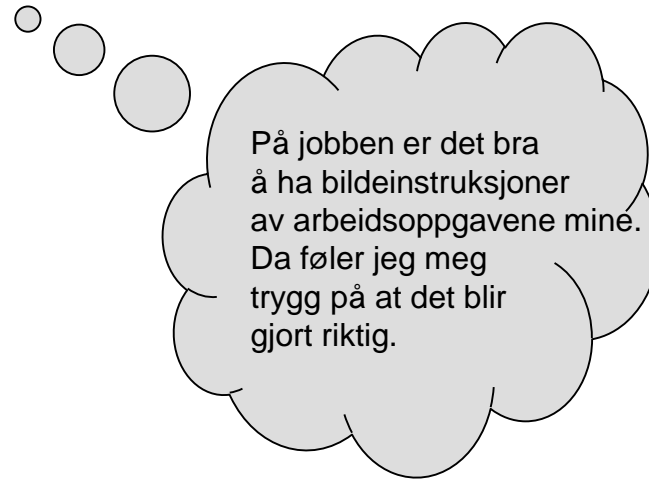 På jobben er det bra
å ha bildeinstruksjoner
av arbeidsoppgavene mine.
Da føler jeg meg
trygg på at det blir
gjort riktig.